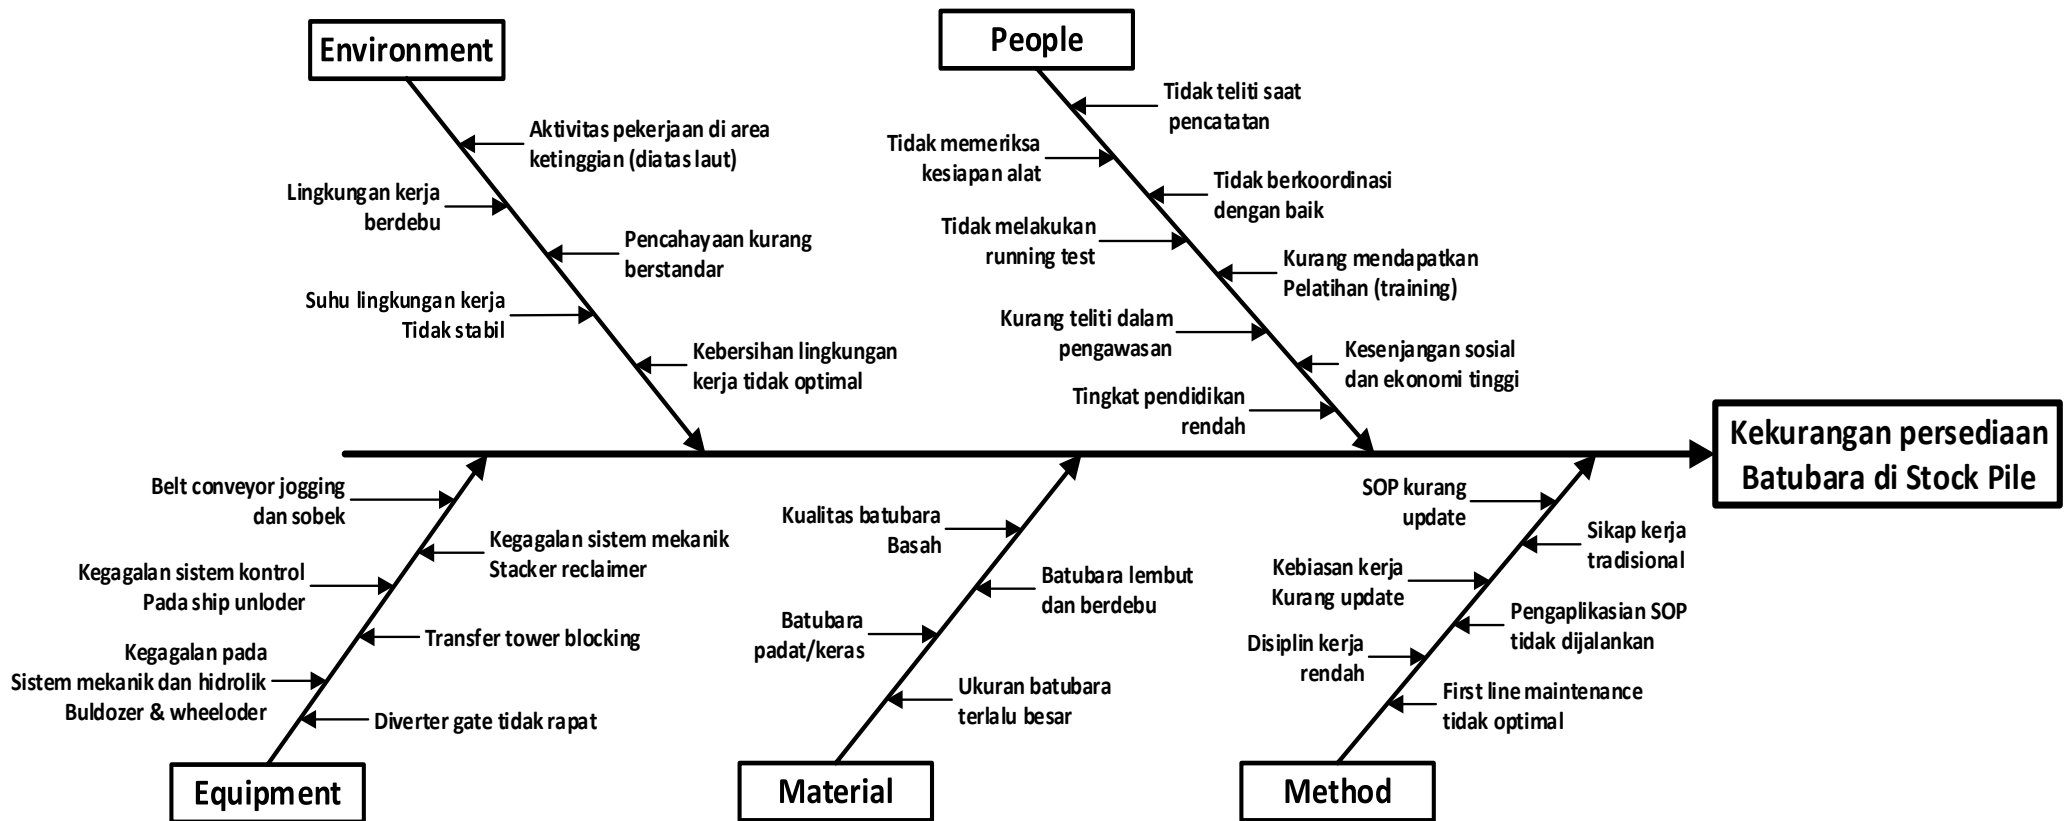 Environment
Aktivitas pekerjaan di area
ketinggian (diatas laut)
Lingkungan kerja
berdebu
Pencahayaan kurang
berstandar
Suhu lingkungan kerja
Tidak stabil
Kebersihan lingkungan
kerja tidak optimal
People
Tidak teliti saat
pencatatan
Tidak memeriksa
kesiapan alat
Tidak berkoordinasi
dengan baik
Tidak melakukan
running test
Kurang mendapatkan
Pelatihan (training)
Kurang teliti dalam
pengawasan
Kesenjangan sosial
dan ekonomi tinggi
Tingkat pendidikan
rendah
Kekurangan persediaan
Batubara di Stock Pile
Belt conveyor jogging
dan sobek
Kegagalan sistem mekanik
Stacker reclaimer
Kegagalan sistem kontrol
Pada ship unloder
Transfer tower blocking
Kegagalan pada
Sistem mekanik dan hidrolik
Buldozer & wheeloder
Diverter gate tidak rapat
Equipment
Kualitas batubara
Basah
Batubara lembut
dan berdebu
Batubara
padat/keras
Ukuran batubara
terlalu besar
Material
SOP kurang
update
Sikap kerja
tradisional
Kebiasan kerja
Kurang update
Pengaplikasian SOP
tidak dijalankan
Disiplin kerja
rendah
First line maintenance
tidak optimal
Method